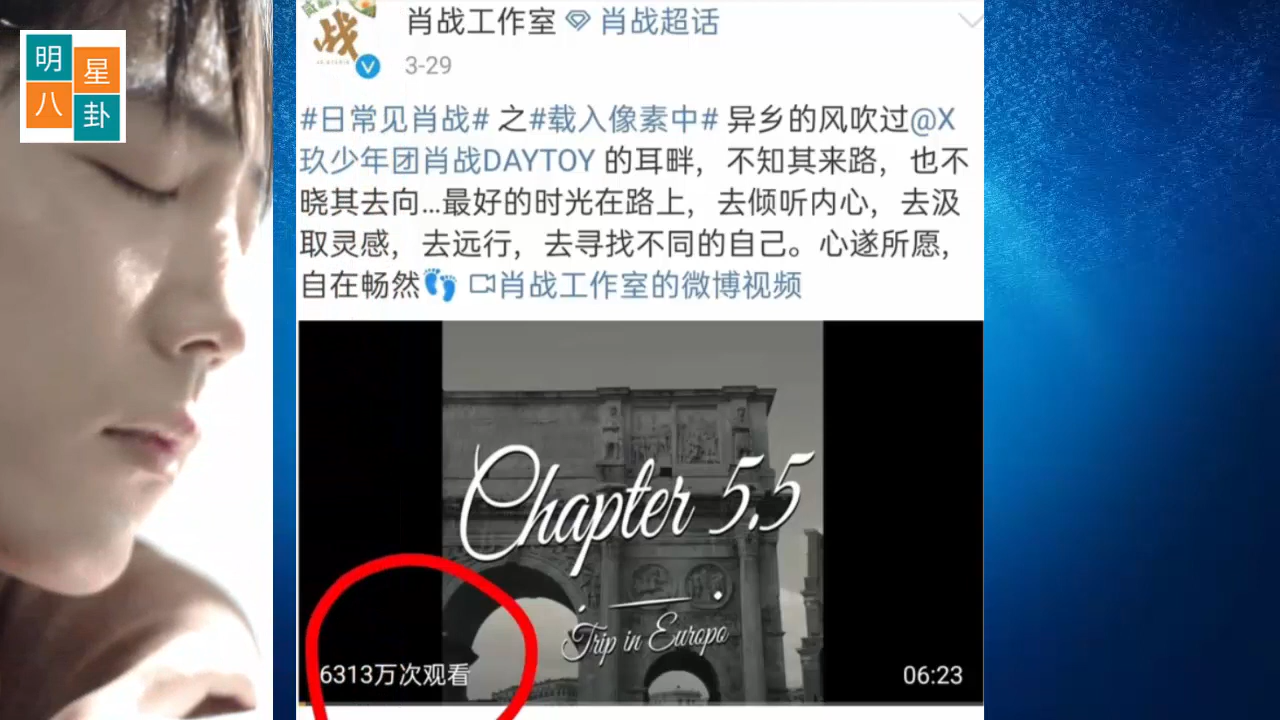 明星八卦
肖战工作室 肖战超话
3-29
#日常见肖战# 之#载入像素中# 异乡的风吹过@X
玖少年团肖战DAYTOY 的耳畔，不知其来路，也不
晓其去向...最好的时光在路上，去倾听内心，去汲
取灵感，去远行，去寻找不同的自己。心遂所愿，
自在畅然👣 肖战工作室的微博视频
Chapter 5.5
Trip in Europo
6313万次观看
06:23
战